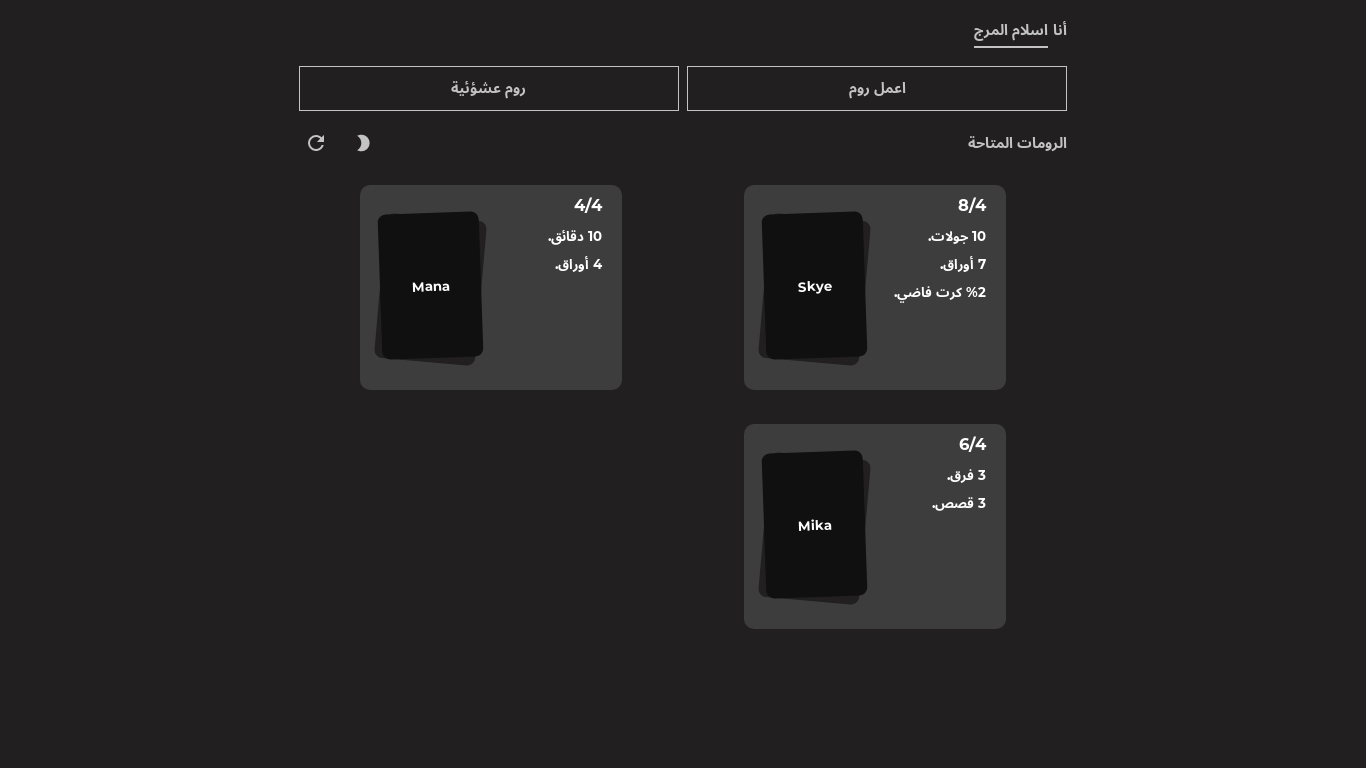 أنا اسلام المرج
اعمل روم
روم عشؤئية
الرومات المتاحة
8/4
10 جولات.
7 أوراق.
2% كرت فاضي.
Skye
4/4
10 دقائق.
4 أوراق.
Mana
6/4
3 فرق.
3 قصص.
Mika